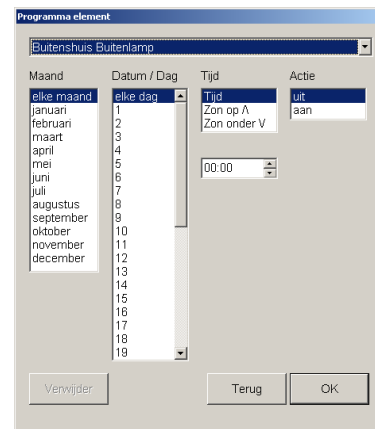 Programma element
Buitenshuis Buitenlamp
Maand
Datum / Dag
Tijd
Actie
elke maand
januari
februari
maart
april
mei
juni
juli
augustus
september
oktober
november
december
elke dag
1
2
3
4
5
6
7
8
9
10
11
12
13
14
15
16
17
18
19
Tijd
Zon op Λ
Zon onder V
00:00
uit
aan
Verwijder
Terug
OK